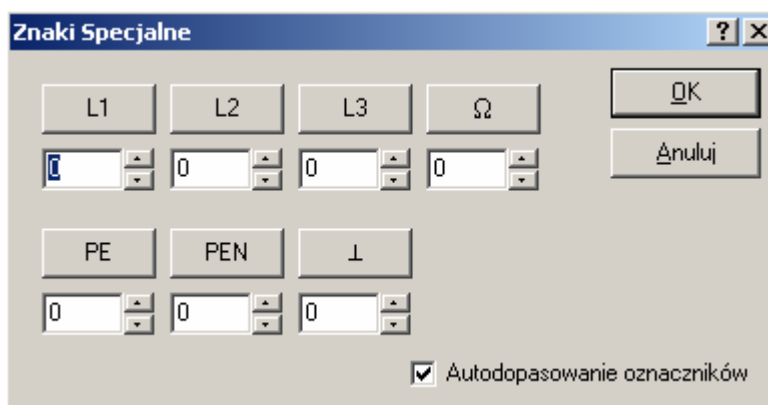 Znaki Specjalne ? X
L1 L2 L3 Ω OK
0 0 0 0 Anuluj
PE PEN ⊥
0 0 0
Autodopasowanie oznaczników